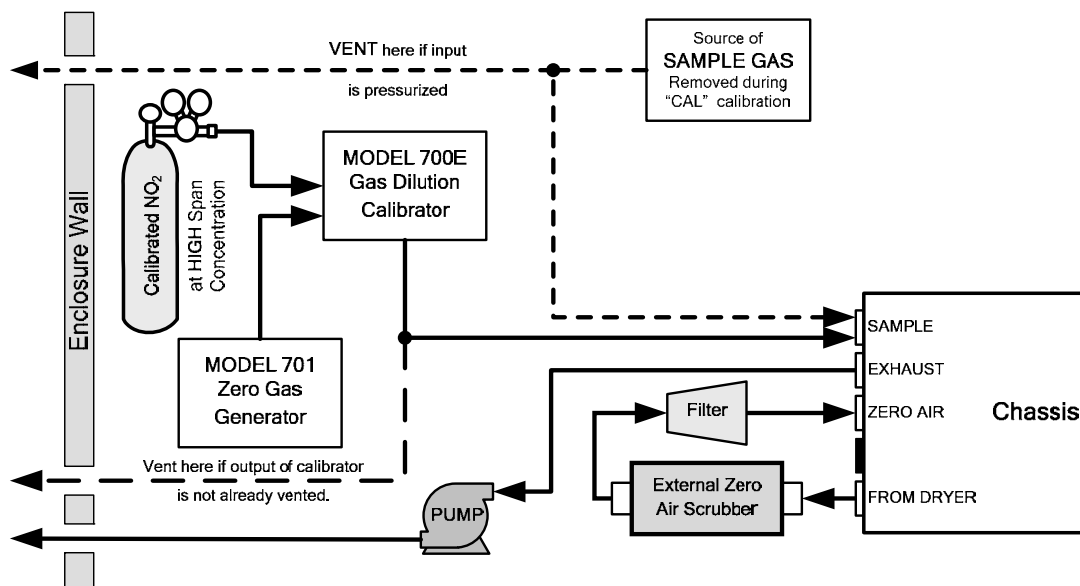 VENT here if input
is pressurized
Source of
SAMPLE GAS
Removed during
“CAL” calibration
Enclosure Wall
Calibrated NO2
at HIGH Span
Concentration
MODEL 700E
Gas Dilution
Calibrator
MODEL 701
Zero Gas
Generator
Vent here if output of calibrator
is not already vented.
PUMP
Filter
External Zero
Air Scrubber
SAMPLE
EXHAUST
ZERO AIR
FROM DRYER
Chassis